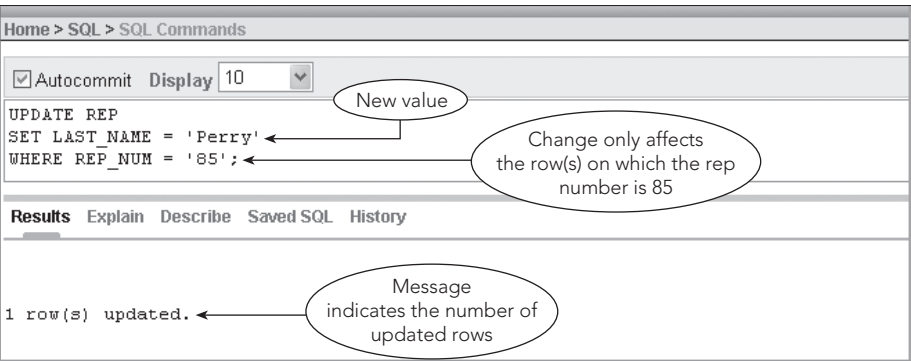 Home > SQL > SQL Commands
Autocommit Display 10
UPDATE REP
SET LAST_NAME = 'Perry'
WHERE REP_NUM = '85';
New value
Change only affects
the row(s) on which the rep
number is 85
Results Explain Describe Saved SQL History
1 row(s) updated.
Message
indicates the number of
updated rows